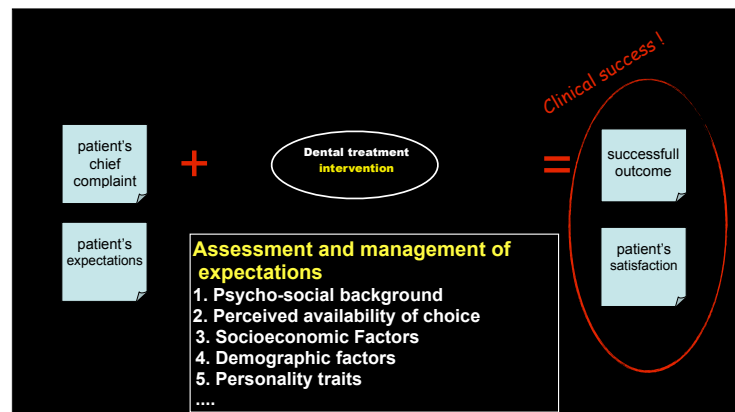 Clinical success !
patient's
chief
complaint
+
Dental treatment
intervention
=
successfull
outcome
patient's
expectations
Assessment and management of
expectations
1. Psycho-social background
2. Perceived availability of choice
3. Socioeconomic Factors
4. Demographic factors
5. Personality traits
....
patient's
satisfaction